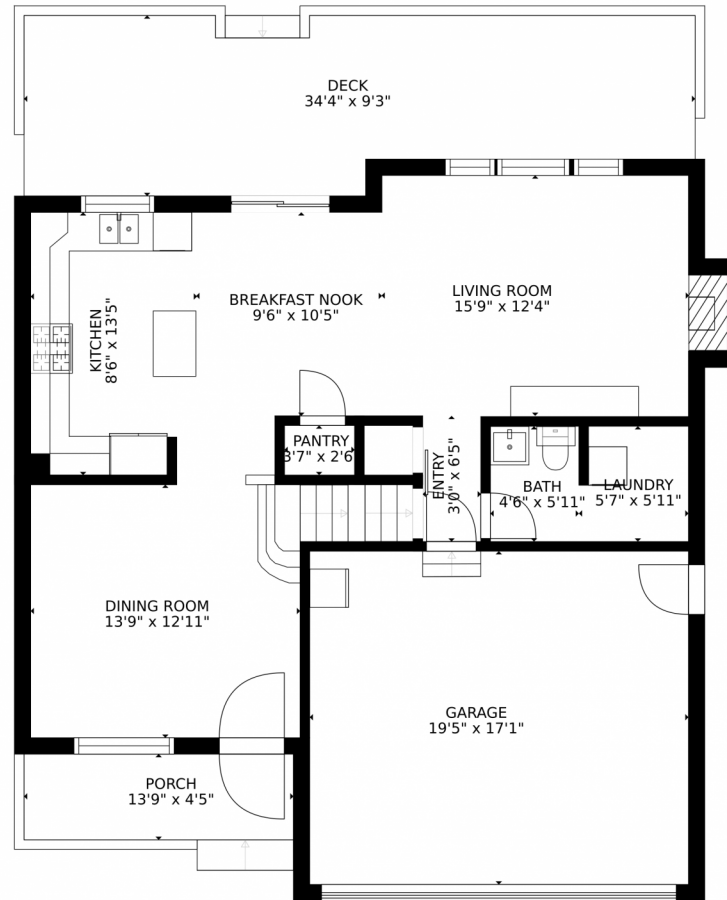 DECK
34'4" x 9'3"
LIVING ROOM
15'9" x 12'4"
BREAKFAST NOOK
9'6" x 10'5"
KITCHEN
8'6" x 13'5"
PANTRY
3'7" x 2'6
ENTRY
3'0" x 6'5"
BATH
4'6" x 5'11"
LAUNDRY
5'7" x 5'11"
DINING ROOM
13'9" x 12'11"
GARAGE
19'5" x 17'1"
PORCH
13'9" x 4'5"